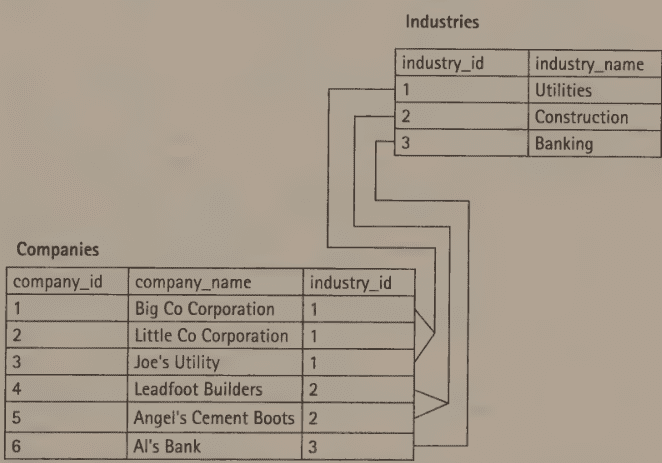 Industries
industry_id industry_name
1 Utilities
2 Construction
3 Banking
Companies
company_id company_name industry_id
1 Big Co Corporation 1
2 Little Co Corporation 1
3 Joe's Utility 1
4 Leadfoot Builders 2
5 Angel's Cement Boots 2
6 Al's Bank 3